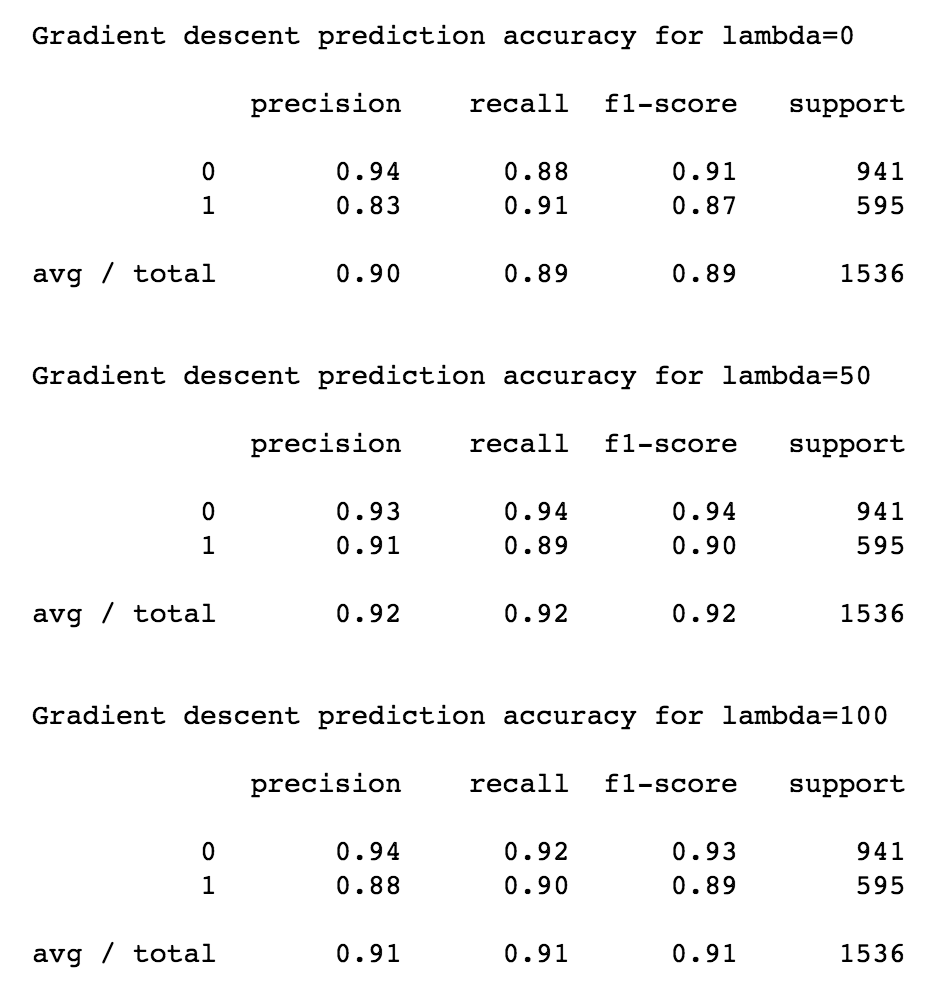 Gradient descent prediction accuracy for lambda=0
precision recall f1-score support
0 0.94 0.88 0.91 941
1 0.83 0.91 0.87 595
avg / total 0.90 0.89 0.89 1536
Gradient descent prediction accuracy for lambda=50
precision recall f1-score support
0 0.93 0.94 0.94 941
1 0.91 0.89 0.90 595
avg / total 0.92 0.92 0.92 1536
Gradient descent prediction accuracy for lambda=100
precision recall f1-score support
0 0.94 0.92 0.93 941
1 0.88 0.90 0.89 595
avg / total 0.91 0.91 0.91 1536